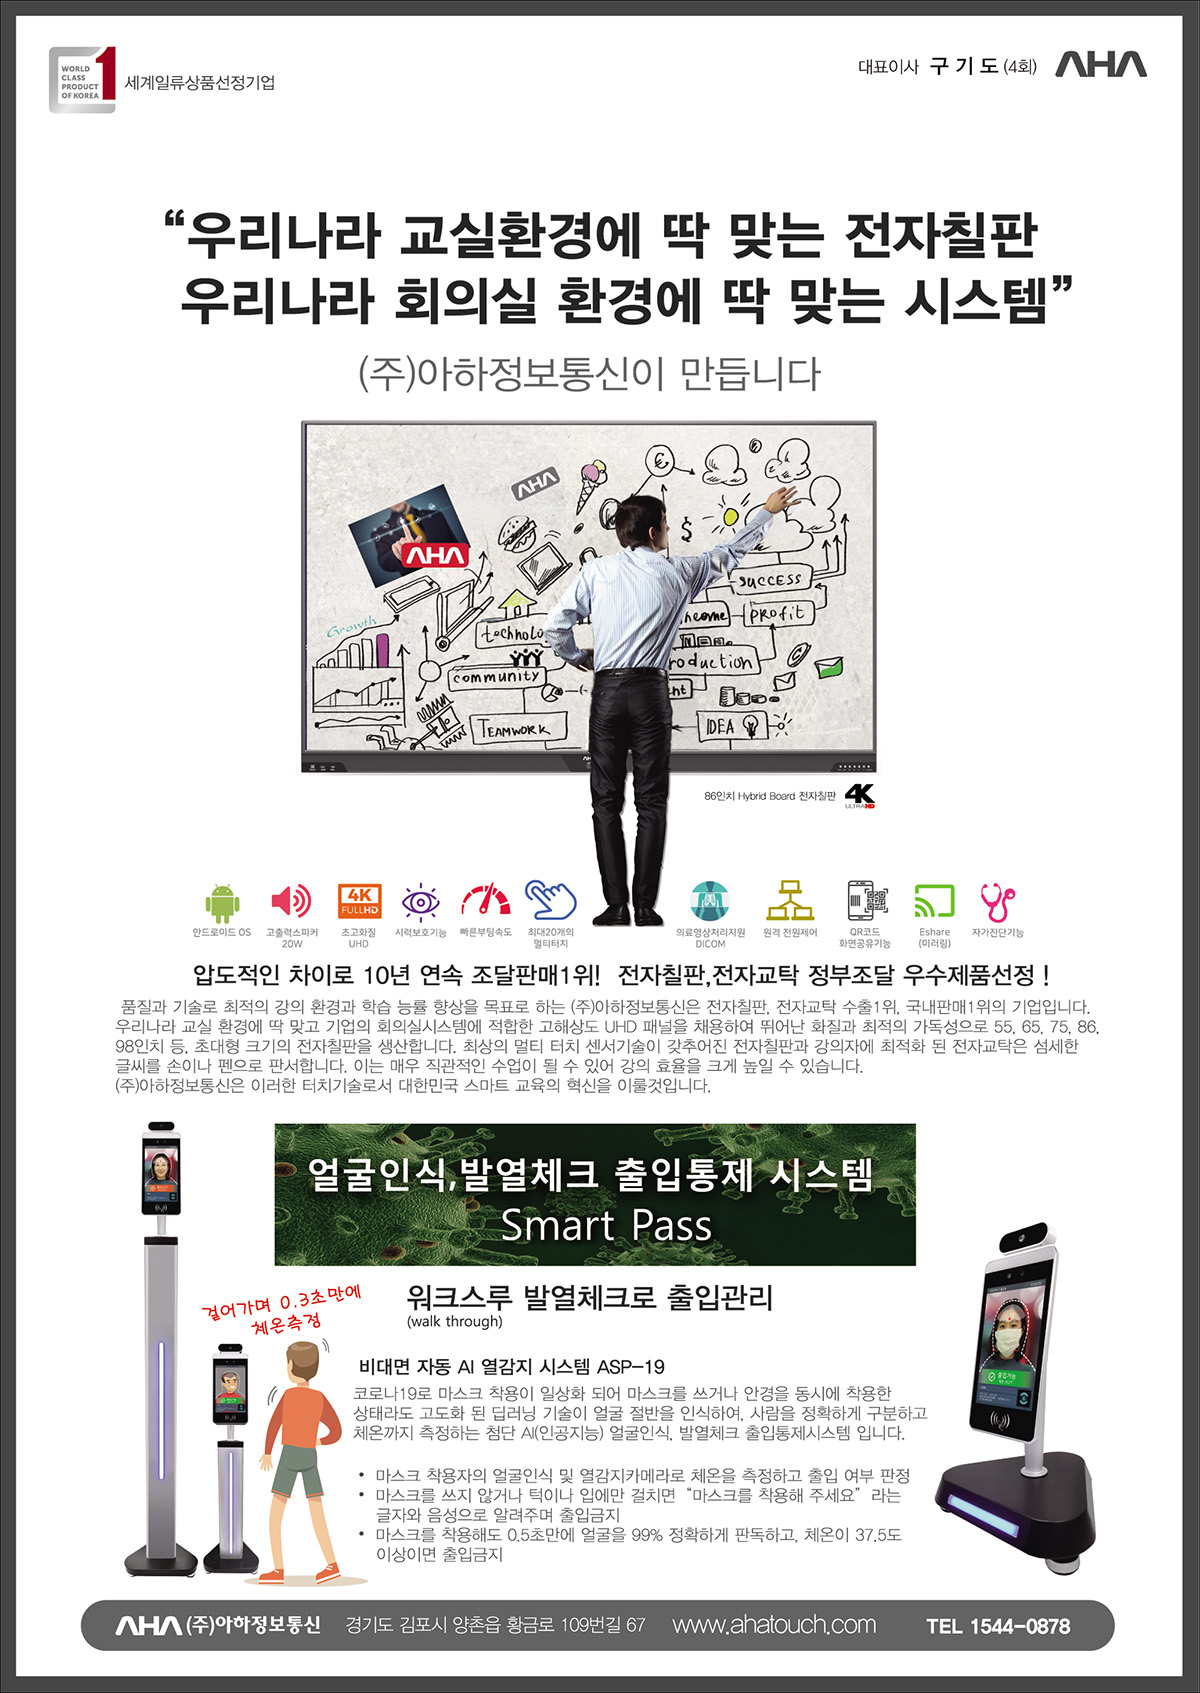 WORLD
CLASS
PRODUCT
OF KOREA
1
세계일류상품선정기업
대표이사 구 기 도 (4회) AHA
“우리나라 교실환경에 딱 맞는 전자칠판
우리나라 회의실 환경에 딱 맞는 시스템”
(주)아하정보통신이 만듭니다
AHA
AHA
€
$
SUCCESS
Growth
technolo
income
profit
production
community
TEAMWORK
IDEA
86인치 Hybrid Board 전자칠판 4K
ULTRA HD
4K
FULLHD
안드로이드 OS
고출력스피커
20W
초고화질
UHD
시력보호기능
빠른부팅속도
최대20개의
멀티터치
의료영상처리지원
DICOM
원격 전원제어
QR코드
화면공유기능
Eshare
(미러링)
자가진단기능
압도적인 차이로 10년 연속 조달판매1위! 전자칠판,전자교탁 정부조달 우수제품선정 !
품질과 기술로 최적의 강의 환경과 학습 능률 향상을 목표로 하는 (주)아하정보통신은 전자칠판, 전자교탁 수출1위, 국내판매1위의 기업입니다.
우리나라 교실 환경에 딱 맞고 기업의 회의실시스템에 적합한 고해상도 UHD 패널을 채용하여 뛰어난 화질과 최적의 가독성으로 55, 65, 75, 86,
98인치 등, 초대형 크기의 전자칠판을 생산합니다. 최상의 멀티 터치 센서기술이 갖추어진 전자칠판과 강의자에 최적화 된 전자교탁은 섬세한
글씨를 손이나 펜으로 판서합니다. 이는 매우 직관적인 수업이 될 수 있어 강의 효율을 크게 높일 수 있습니다.
(주)아하정보통신은 이러한 터치기술로서 대한민국 스마트 교육의 혁신을 이룰것입니다.
얼굴인식,발열체크 출입통제 시스템
Smart Pass
걸어가며 0.3초만에
체온측정
워크스루 발열체크로 출입관리
(walk through)
비대면 자동 AI 열감지 시스템 ASP-19
코로나19로 마스크 착용이 일상화 되어 마스크를 쓰거나 안경을 동시에 착용한
상태라도 고도화 된 딥러닝 기술이 얼굴 절반을 인식하여, 사람을 정확하게 구분하고
체온까지 측정하는 첨단 AI(인공지능) 얼굴인식, 발열체크 출입통제시스템 입니다.
• 마스크 착용자의 얼굴인식 및 열감지카메라로 체온을 측정하고 출입 여부 판정
• 마스크를 쓰지 않거나 턱이나 입에만 걸치면 “마스크를 착용해 주세요” 라는
글자와 음성으로 알려주며 출입금지
• 마스크를 착용해도 0.5초만에 얼굴을 99% 정확하게 판독하고, 체온이 37.5도
이상이면 출입금지
출입가능
AHA (주)아하정보통신 경기도 김포시 양촌읍 황금로 109번길 67 www.ahatouch.com TEL 1544-0878